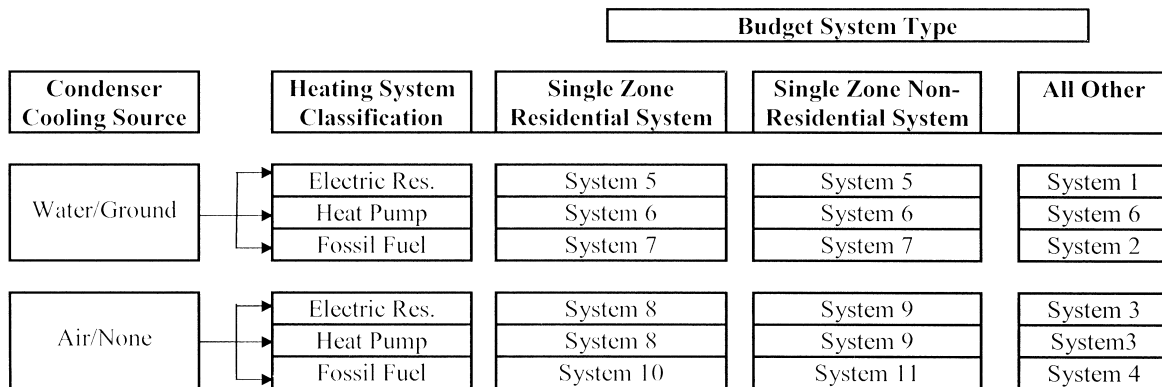 Budget System Type
Condenser Cooling Source
Heating System Classification
Single Zone Residential System
Single Zone Non-Residential System
All Other
Water/Ground
Electric Res. System 5 System 5 System 1
Heat Pump System 6 System 6 System 6
Fossil Fuel System 7 System 7 System 2
Air/None
Electric Res. System 8 System 9 System 3
Heat Pump System 8 System 9 System3
Fossil Fuel System 10 System 11 System 4